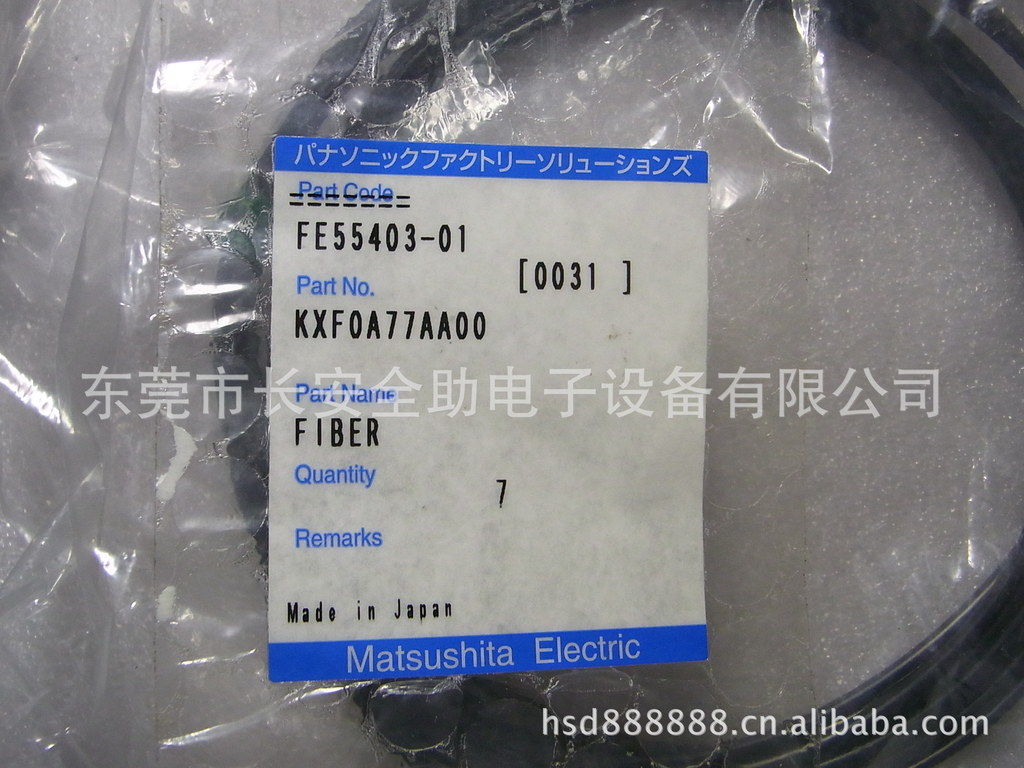 パナソニックファクトリーソリューションズ
Part Code
=======
FE55403-01
[0031 ]
Part No.
KXF0A77AA00
东莞市长安全助电子设备有限公司
Part Name
FIBER
Quantity
7
Remarks
Made in Japan
Matsushita Electric
hsd888888.cn.alibaba.com